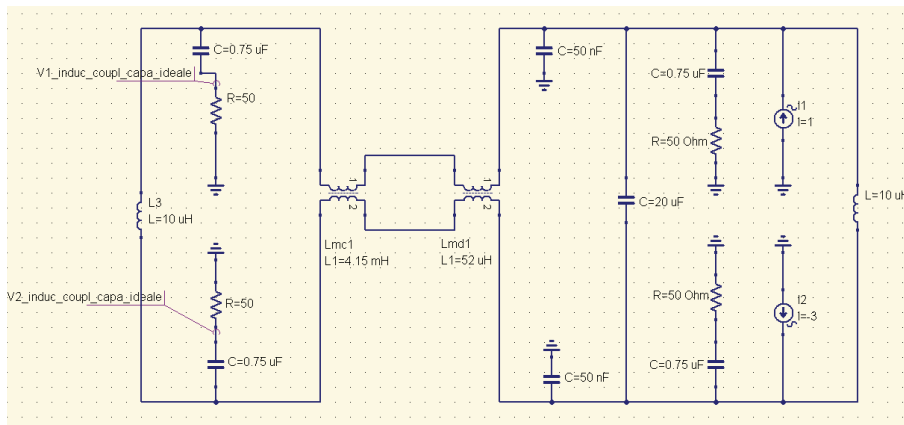 C=0.75 uF
V1_induc_coupl_capa_ideale
R=50
C=50 nF
C=0.75 uF
I1
I=1
R=50 Ohm
1
2
1
2
L3
L=10 uH
C=20 uF
L=10 uH
Lmc1
L1=4.15 mH
Lmd1
L1=52 uH
V2_induc_coupl_capa_ideale
R=50
R=50 Ohm
I2
I=-3
C=0.75 uF
C=50 nF
C=0.75 uF